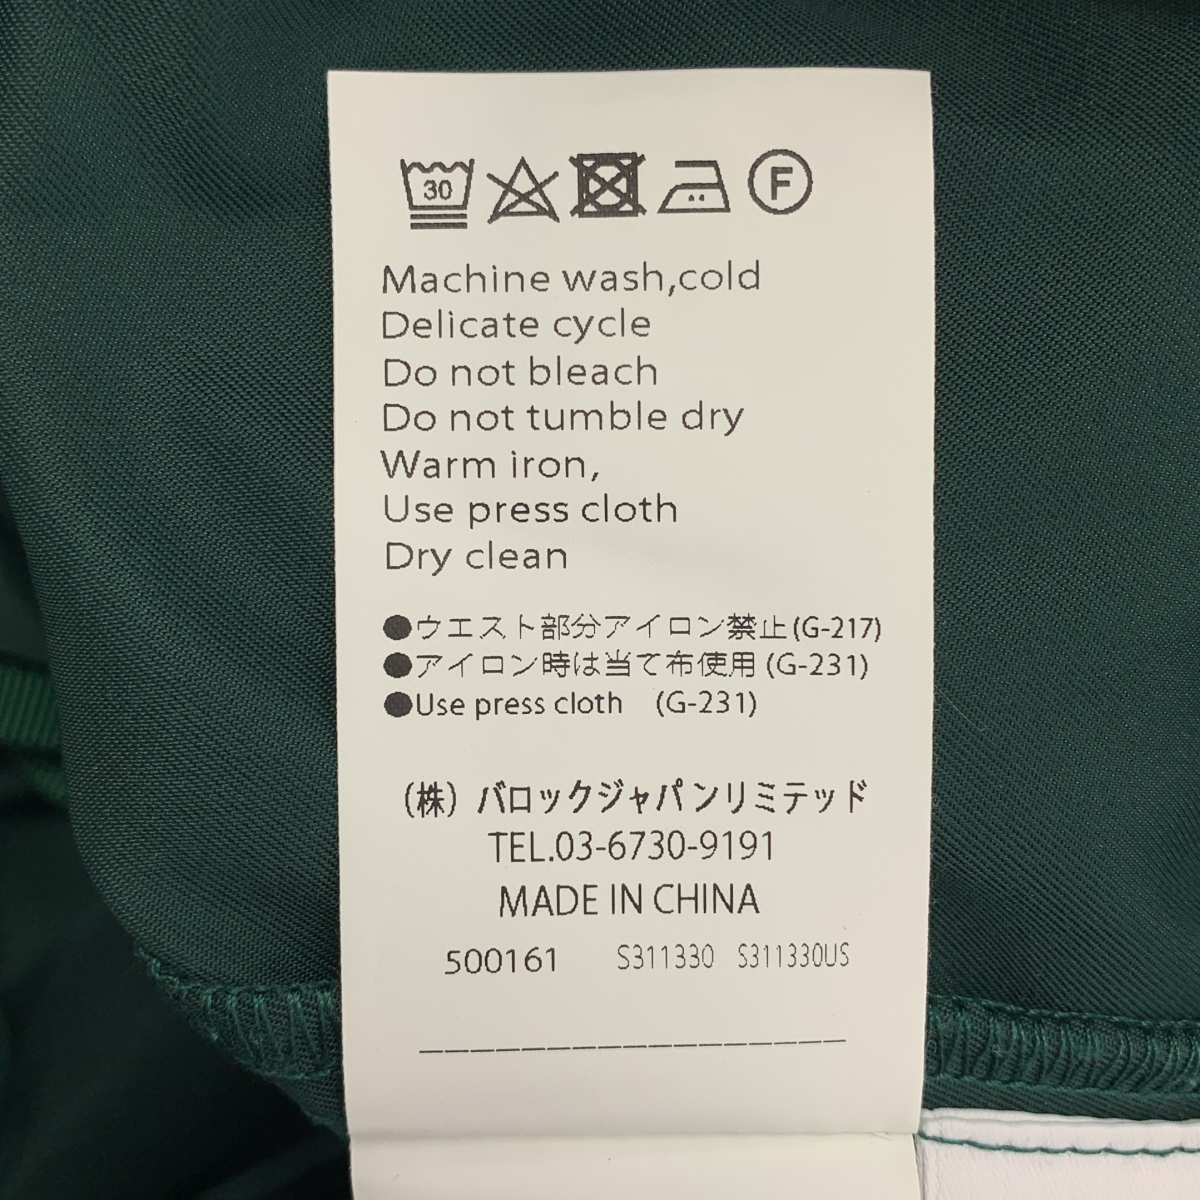 30 F
Machine wash,cold
Delicate cycle
Do not bleach
Do not tumble dry
Warm iron,
Use press cloth
Dry clean
●ウエスト部分アイロン禁止(G-217)
●アイロン時は当て布使用 (G-231)
●Use press cloth (G-231)
(株) バロックジャパンリミテッド
TEL.03-6730-9191
MADE IN CHINA
500161 S311330 S311330US